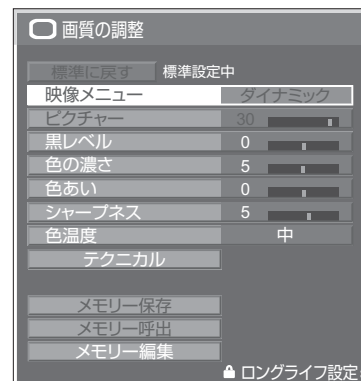 画質の調整
標準に戻す 標準設定中
映像メニュー ダイナミック
ピクチャー 30
黒レベル 0
色の濃さ 5
色あい 0
シャープネス 5
色温度 中
テクニカル
メモリー保存
メモリー呼出
メモリー編集
ロングライフ設定